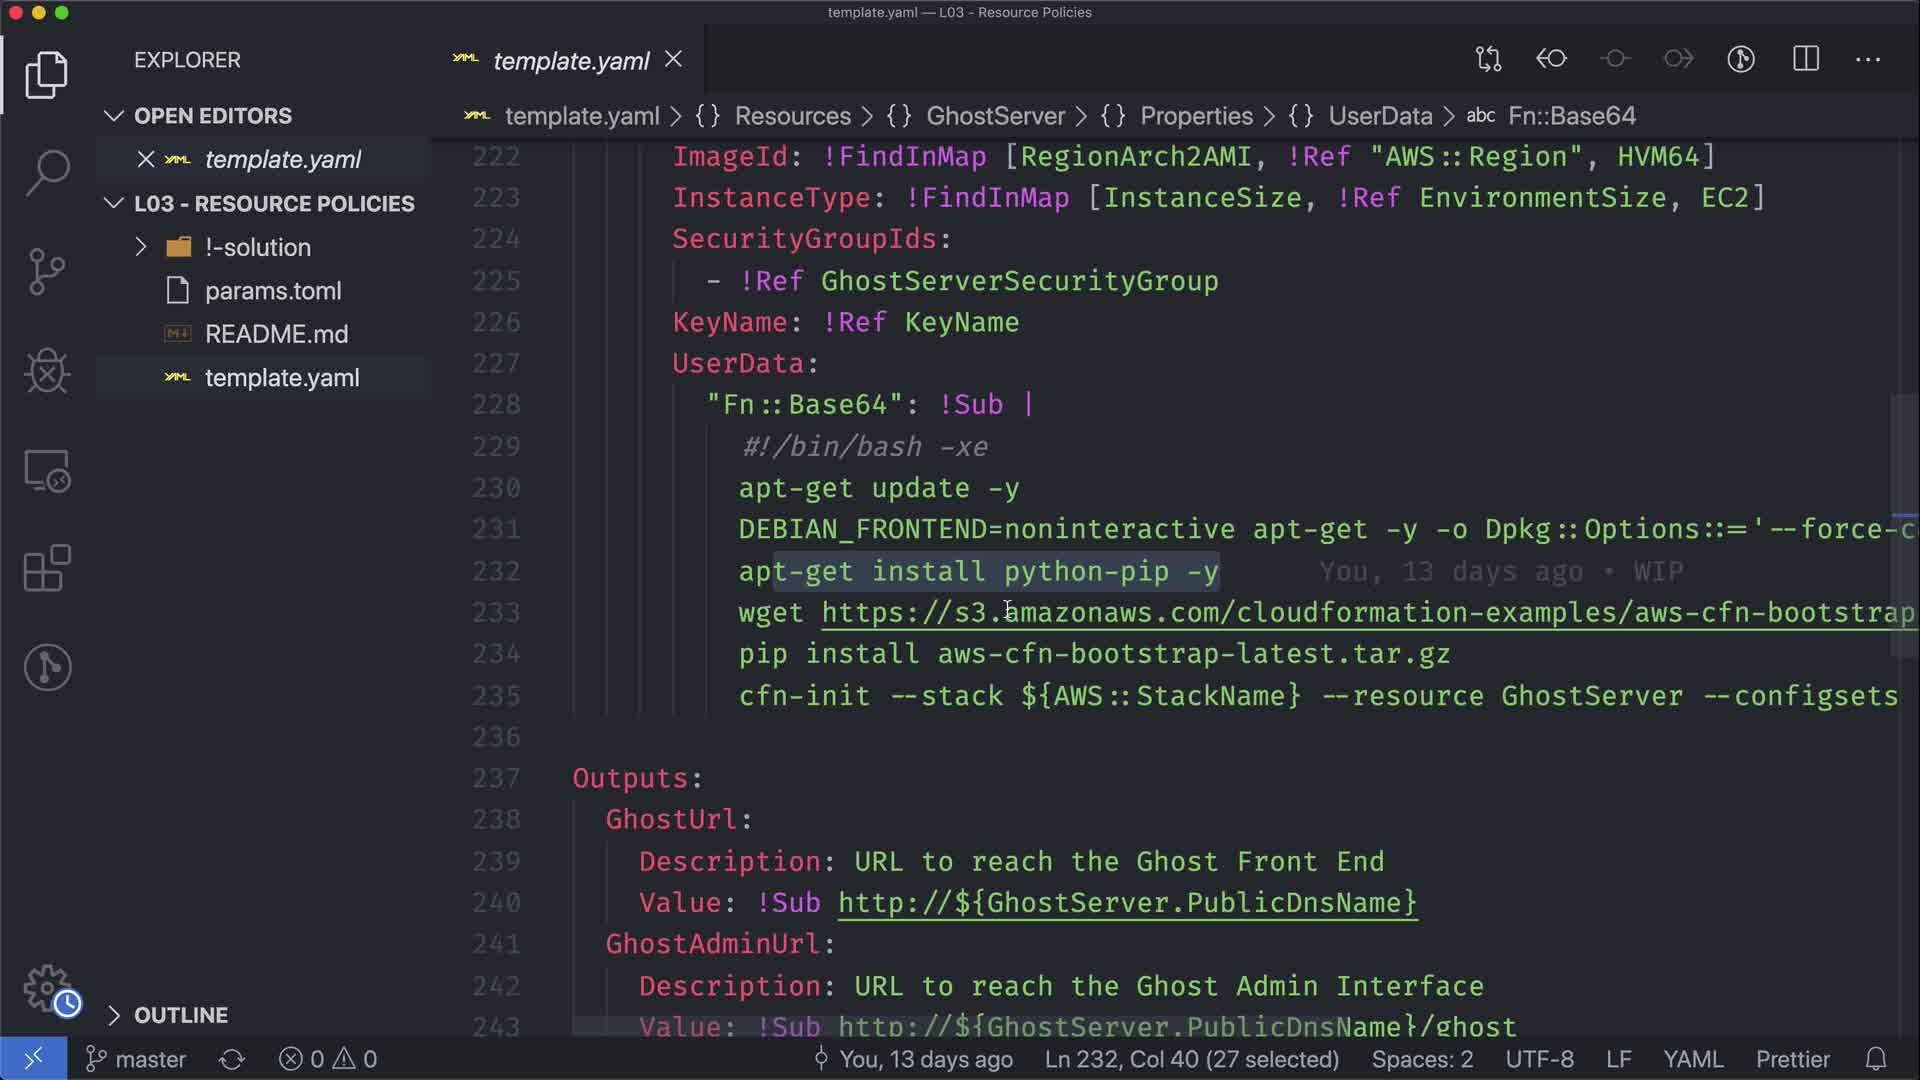 template.yaml — L03 - Resource Policies
EXPLORER
OPEN EDITORS
template.yaml
L03 - RESOURCE POLICIES
!-solution
params.toml
README.md
template.yaml
OUTLINE
template.yaml
template.yaml > {} Resources > {} GhostServer > {} Properties > {} UserData > abc Fn::Base64
222 ImageId: !FindInMap [RegionArch2AMI, !Ref "AWS::Region", HVM64]
223 InstanceType: !FindInMap [InstanceSize, !Ref EnvironmentSize, EC2]
224 SecurityGroupIds:
225 - !Ref GhostServerSecurityGroup
226 KeyName: !Ref KeyName
227 UserData:
228 "Fn::Base64": !Sub |
229 #!/bin/bash -xe
230 apt-get update -y
231 DEBIAN_FRONTEND=noninteractive apt-get -y -o Dpkg::Options::='--force-c
232 apt-get install python-pip -y You, 13 days ago • WIP
233 wget https://s3.amazonaws.com/cloudformation-examples/aws-cfn-bootstrap
234 pip install aws-cfn-bootstrap-latest.tar.gz
235 cfn-init --stack ${AWS::StackName} --resource GhostServer --configsets
236
237 Outputs:
238 GhostUrl:
239 Description: URL to reach the Ghost Front End
240 Value: !Sub http://${GhostServer.PublicDnsName}
241 GhostAdminUrl:
242 Description: URL to reach the Ghost Admin Interface
243 Value: !Sub http://${GhostServer.PublicDnsName}/ghost
master 0 0 You, 13 days ago Ln 232, Col 40 (27 selected) Spaces: 2 UTF-8 LF YAML Prettier